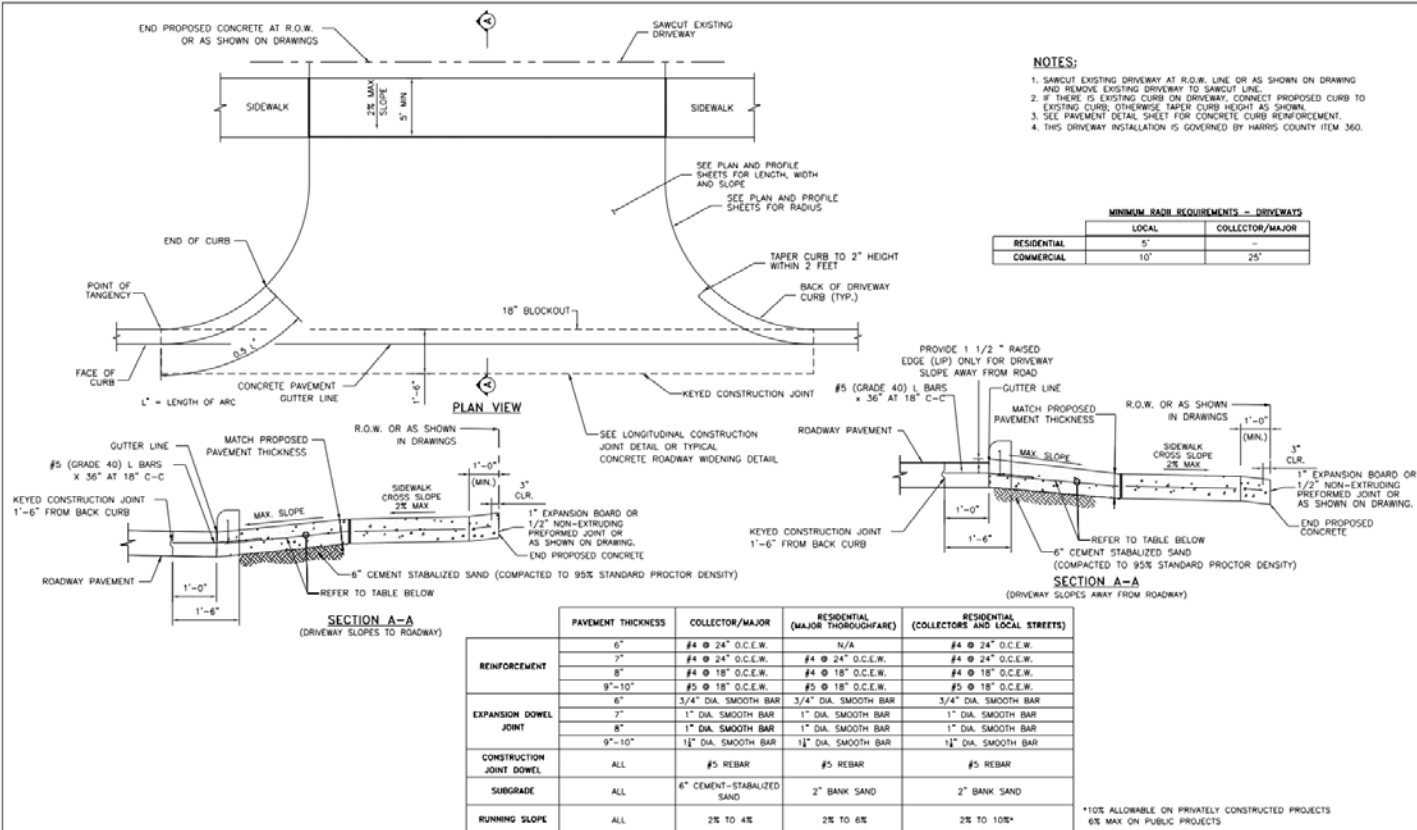 END PROPOSED CONCRETE AT R.O.W.
OR AS SHOWN ON DRAWINGS
A
SAWCUT EXISTING
DRIVEWAY
SIDEWALK
2% MAX
SLOPE
5' MIN
SIDEWALK
NOTES:
1. SAWCUT EXISTING DRIVEWAY AT R.O.W. LINE OR AS SHOWN ON DRAWING
AND REMOVE EXISTING DRIVEWAY TO SAWCUT LINE.
2. IF THERE IS EXISTING CURB ON DRIVEWAY, CONNECT PROPOSED CURB TO
EXISTING CURB; OTHERWISE TAPER CURB HEIGHT AS SHOWN.
3. SEE PAVEMENT DETAIL SHEET FOR CONCRETE CURB REINFORCEMENT.
4. THIS DRIVEWAY INSTALLATION IS GOVERNED BY HARRIS COUNTY ITEM 360.
SEE PLAN AND PROFILE
SHEETS FOR LENGTH, WIDTH
AND SLOPE
SEE PLAN AND PROFILE
SHEETS FOR RADIUS
MINIMUM RADII REQUIREMENTS - DRIVEWAYS
LOCAL COLLECTOR/MAJOR
RESIDENTIAL 5' -
COMMERCIAL 10' 25'
END OF CURB
TAPER CURB TO 2" HEIGHT
WITHIN 2 FEET
POINT OF
TANGENCY
BACK OF DRIVEWAY
CURB (TYP.)
18" BLOCKOUT
0.5 L"
FACE OF
CURB
CONCRETE PAVEMENT
GUTTER LINE
1'-6"
A
KEYED CONSTRUCTION JOINT
L" = LENGTH OF ARC
PLAN VIEW
SEE LONGITUDINAL CONSTRUCTION
JOINT DETAIL OR TYPICAL
CONCRETE ROADWAY WIDENING DETAIL
GUTTER LINE
MATCH PROPOSED
PAVEMENT THICKNESS
R.O.W. OR AS SHOWN
IN DRAWINGS
#5 (GRADE 40) L BARS
x 36" AT 18" C-C
1'-0"
(MIN.)
3"
CLR.
SIDEWALK
CROSS SLOPE
2% MAX
MAX. SLOPE
KEYED CONSTRUCTION JOINT
1'-6" FROM BACK CURB
1" EXPANSION BOARD OR
1/2" NON-EXTRUDING
PREFORMED JOINT OR
AS SHOWN ON DRAWING.
END PROPOSED CONCRETE
6" CEMENT STABALIZED SAND (COMPACTED TO 95% STANDARD PROCTOR DENSITY)
ROADWAY PAVEMENT
REFER TO TABLE BELOW
1'-0"
1'-6"
SECTION A-A
(DRIVEWAY SLOPES TO ROADWAY)
PROVIDE 1 1/2 " RAISED
EDGE (LIP) ONLY FOR DRIVEWAY
SLOPE AWAY FROM ROAD
#5 (GRADE 40) L BARS
x 36" AT 18" C-C
GUTTER LINE
MATCH PROPOSED
PAVEMENT THICKNESS
R.O.W. OR AS SHOWN
IN DRAWINGS
ROADWAY PAVEMENT
MAX. SLOPE
SIDEWALK
CROSS SLOPE
2% MAX
1'-0"
(MIN.)
3"
CLR.
1" EXPANSION BOARD OR
1/2" NON-EXTRUDING
PREFORMED JOINT OR
AS SHOWN ON DRAWING.
END PROPOSED
CONCRETE
KEYED CONSTRUCTION JOINT
1'-6" FROM BACK CURB
1'-0"
1'-6"
REFER TO TABLE BELOW
6" CEMENT STABALIZED SAND
(COMPACTED TO 95% STANDARD PROCTOR DENSITY)
SECTION A-A
(DRIVEWAY SLOPES AWAY FROM ROADWAY)
PAVEMENT THICKNESS COLLECTOR/MAJOR RESIDENTIAL (MAJOR THOROUGHFARE) RESIDENTIAL (COLLECTORS AND LOCAL STREETS)
REINFORCEMENT
6" #4 @ 24" O.C.E.W. N/A #4 @ 24" O.C.E.W.
7" #4 @ 24" O.C.E.W. #4 @ 24" O.C.E.W. #4 @ 24" O.C.E.W.
8" #4 @ 18" O.C.E.W. #4 @ 18" O.C.E.W. #4 @ 18" O.C.E.W.
9"-10" #5 @ 18" O.C.E.W. #5 @ 18" O.C.E.W. #5 @ 18" O.C.E.W.
EXPANSION DOWEL
JOINT
6" 3/4" DIA. SMOOTH BAR 3/4" DIA. SMOOTH BAR 3/4" DIA. SMOOTH BAR
7" 1" DIA. SMOOTH BAR 1" DIA. SMOOTH BAR 1" DIA. SMOOTH BAR
8" 1" DIA. SMOOTH BAR 1" DIA. SMOOTH BAR 1" DIA. SMOOTH BAR
9"-10" 1¼" DIA. SMOOTH BAR 1¼" DIA. SMOOTH BAR 1¼" DIA. SMOOTH BAR
CONSTRUCTION
JOINT DOWEL
ALL #5 REBAR #5 REBAR #5 REBAR
SUBGRADE ALL 6" CEMENT-STABALIZED SAND 2" BANK SAND 2" BANK SAND
RUNNING SLOPE ALL 2% TO 4% 2% TO 6% 2% TO 10%*
*10% ALLOWABLE ON PRIVATELY CONSTRUCTED PROJECTS
6% MAX ON PUBLIC PROJECTS